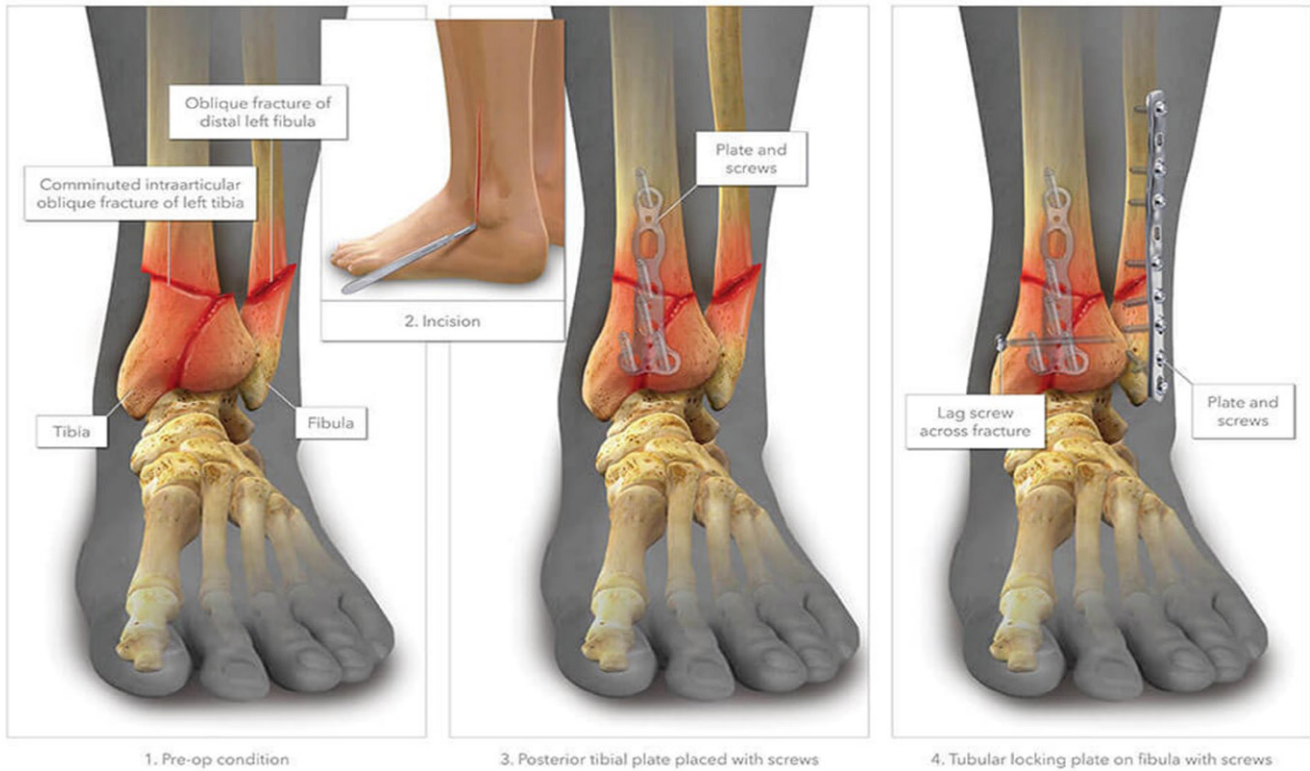 Oblique fracture of
distal left fibula
Comminuted intraarticular
oblique fracture of left tibia
Tibia
Fibula
1. Pre-op condition
2. Incision
Plate and
screws
3. Posterior tibial plate placed with screws
Lag screw
across fracture
Plate and
screws
4. Tubular locking plate on fibula with screws